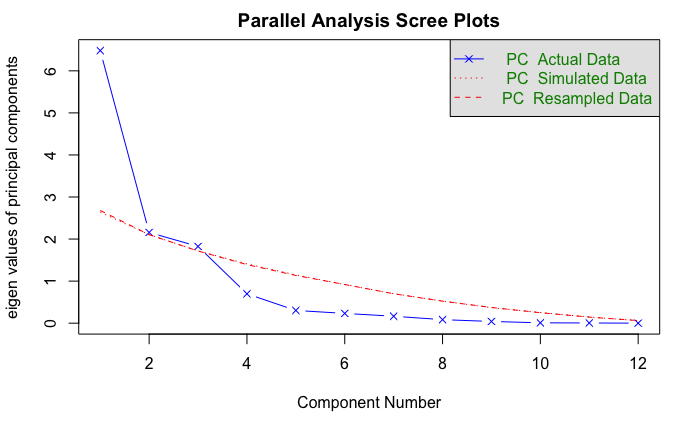 Parallel Analysis Scree Plots
PC Actual Data
PC Simulated Data
PC Resampled Data
eigen values of principal components
6
5
4
3
2
1
0
2 4 6 8 10 12
Component Number